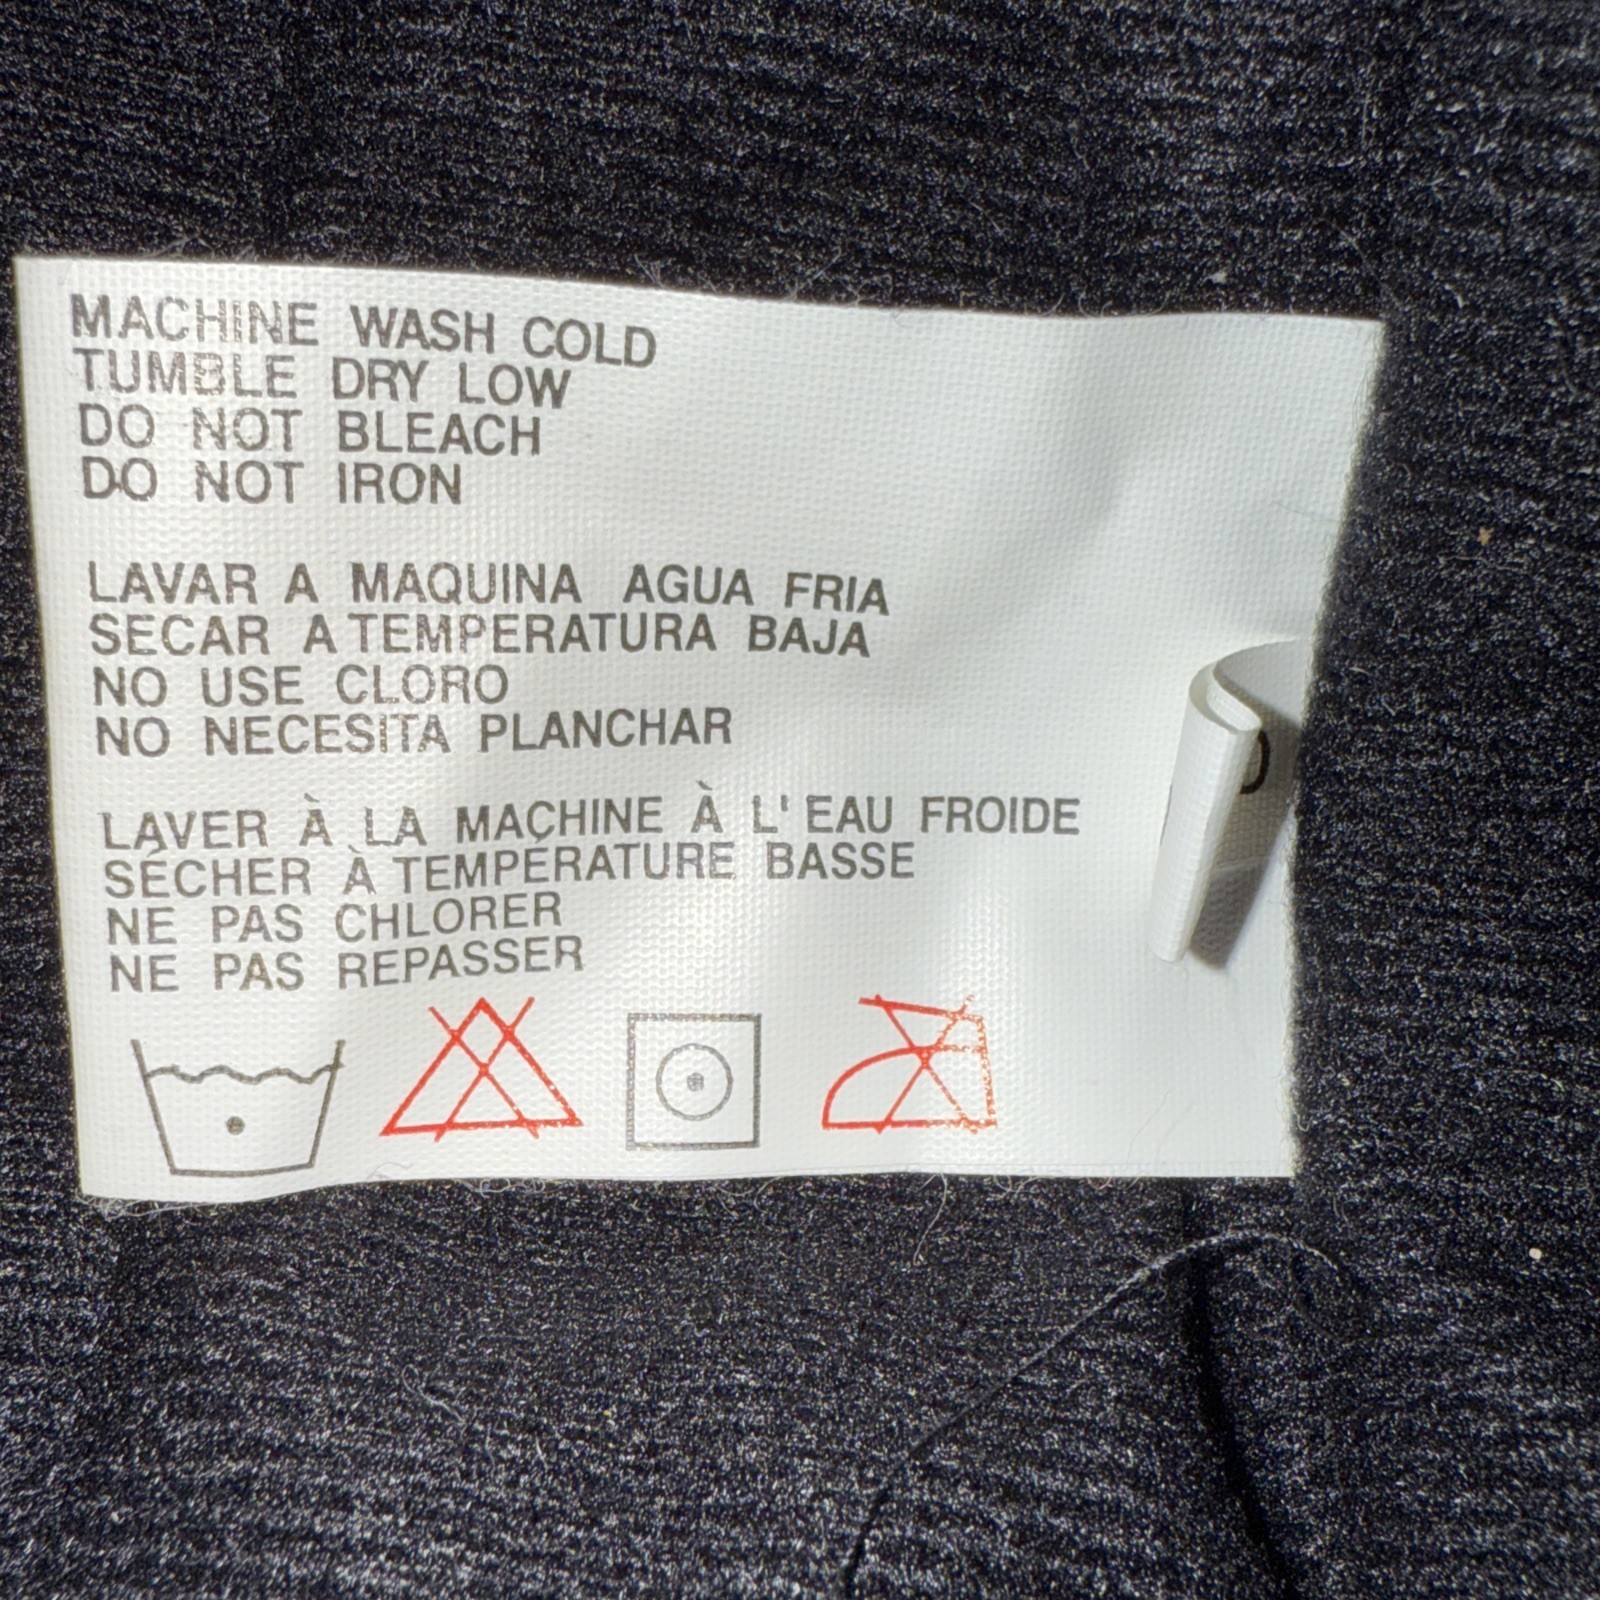 MACHINE WASH COLD
TUMBLE DRY LOW
DO NOT BLEACH
DO NOT IRON
LAVAR A MAQUINA AGUA FRIA
SECAR A TEMPERATURA BAJA
NO USE CLORO
NO NECESITA PLANCHAR
LAVER À LA MACHINE À L'EAU FROIDE
SÉCHER À TEMPÉRATURE BASSE
NE PAS CHLORER
NE PAS REPASSER